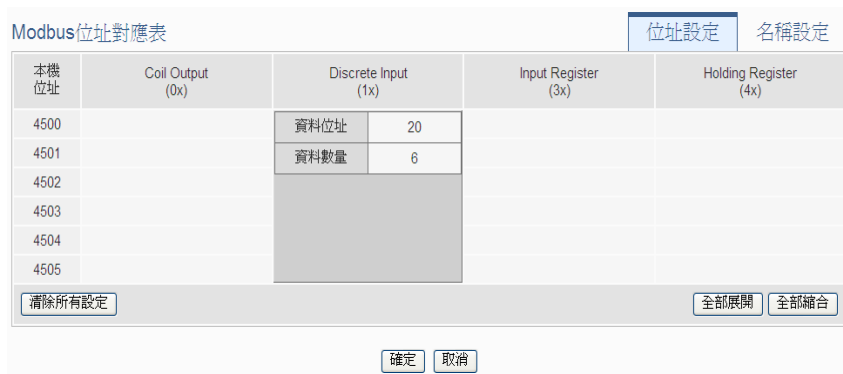 Modbus位址對應表
位址設定 名稱設定
本機
位址
Coil Output
(0x)
Discrete Input
(1x)
Input Register
(3x)
Holding Register
(4x)
4500 資料位址 20
4501 資料數量 6
4502
4503
4504
4505
清除所有設定 全部展開 全部縮合
確定 取消